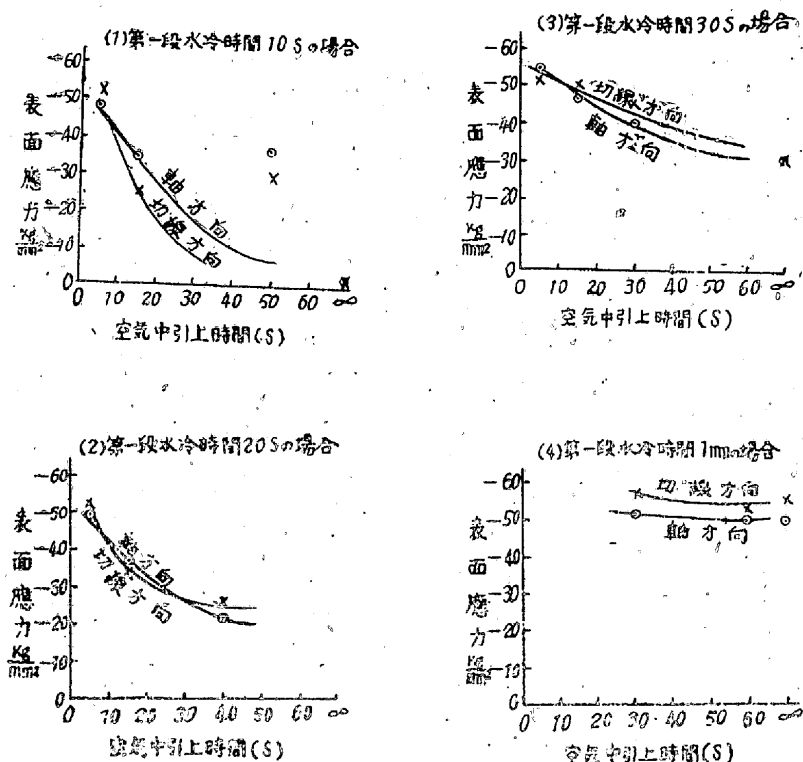 (1)第一段水冷時間10Sの場合
表面應力 kg/mm²
-60
-50
-40
-30
-20
-10
0
軸方向
切線方向
0 10 20 30 40 50 60 ∞
空気中引上時間(S)
(3)第一段水冷時間30Sの場合
表面應力 kg/mm²
-60
-50
-40
-30
-20
-10
0
切線方向
軸方向
0 10 20 30 40 50 60 ∞
空気中引上時間(S)
(2)第一段水冷時間20Sの場合
表面應力 kg/mm²
-60
-50
-40
-30
-20
-10
0
軸方向
切線方向
0 10 20 30 40 50 60 ∞
空気中引上時間(S)
(4)第一段水冷時間1mnの場合
表面應力 kg/mm²
-60
-50
-40
-30
-20
-10
0
切線方向
軸方向
0 10 20 30 40 50 60 ∞
空気中引上時間(S)